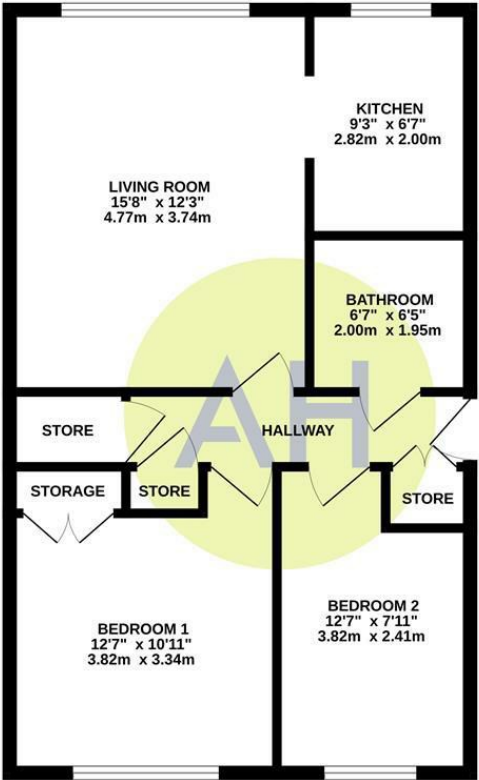 KITCHEN
9'3" x 6'7"
2.82m x 2.00m
LIVING ROOM
15'8" x 12'3"
4.77m x 3.74m
BATHROOM
6'7" x 6'5"
2.00m x 1.95m
AH
STORE
HALLWAY
STORAGE
STORE
STORE
BEDROOM 1
12'7" x 10'11"
3.82m x 3.34m
BEDROOM 2
12'7" x 7'11"
3.82m x 2.41m